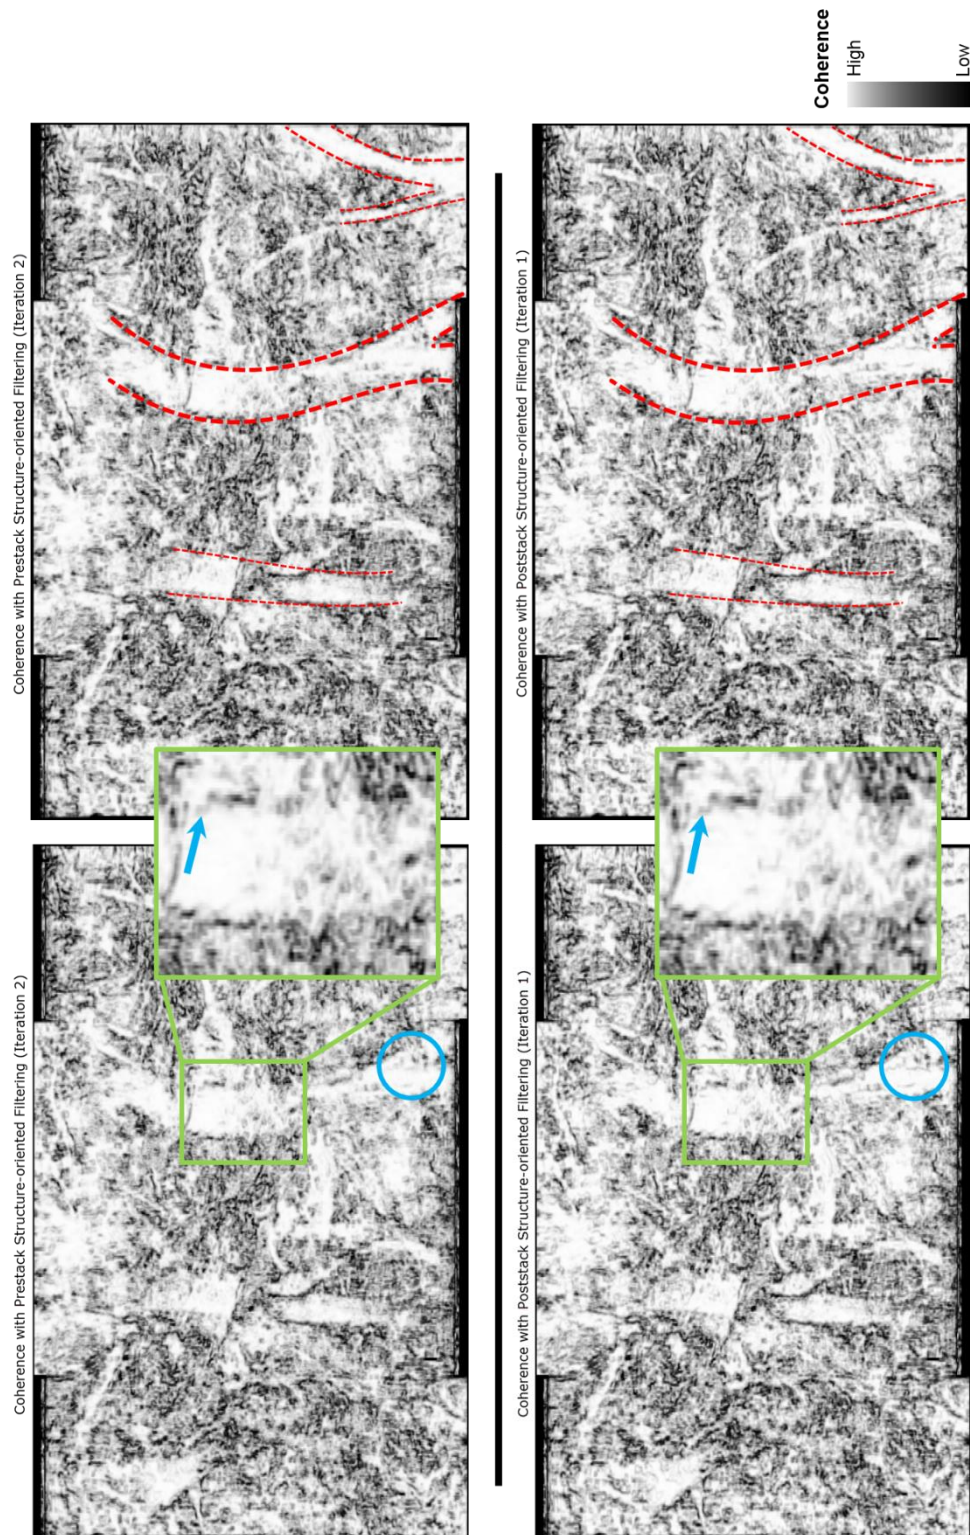 Coherence with Prestack Structure-oriented Filtering (Iteration 2)
Coherence with Prestack Structure-oriented Filtering (Iteration 2)
Coherence with Poststack Structure-oriented Filtering (Iteration 1)
Coherence with Poststack Structure-oriented Filtering (Iteration 1)
Coherence
High
Low